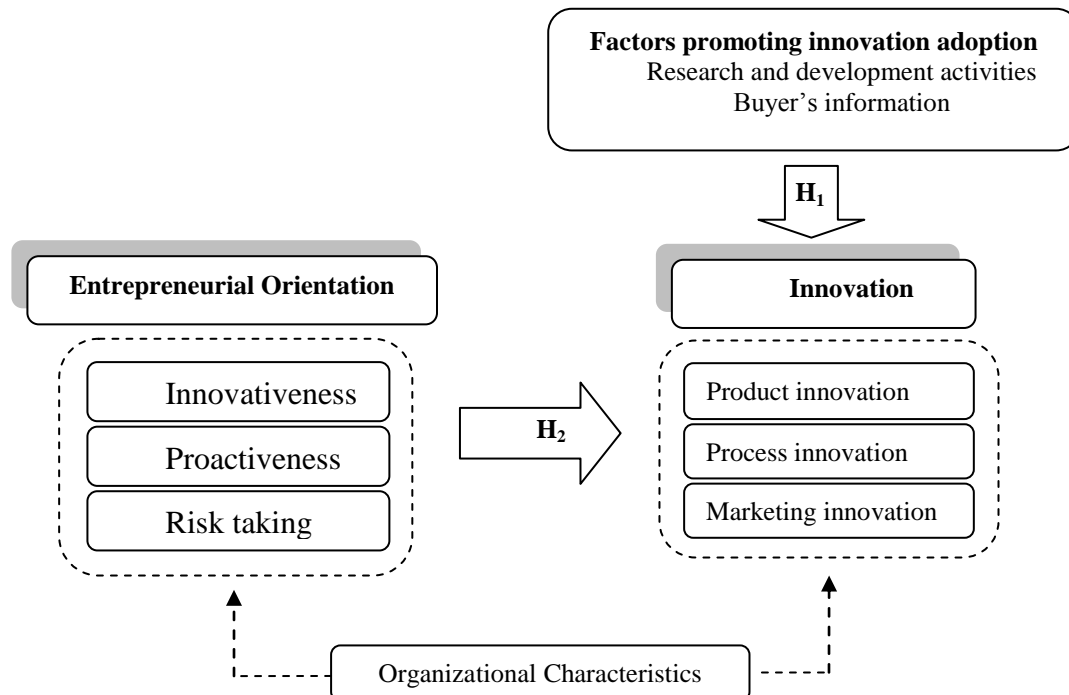 Factors promoting innovation adoption
Research and development activities
Buyer’s information
H₁
Entrepreneurial Orientation
Innovation
Innovativeness
Proactiveness
Risk taking
H₂
Product innovation
Process innovation
Marketing innovation
Organizational Characteristics